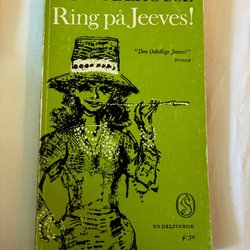 Ring på Jeeves!
"Den Odödlige Jeeves!"
PUNCH
EN DELFINBOK
4:50